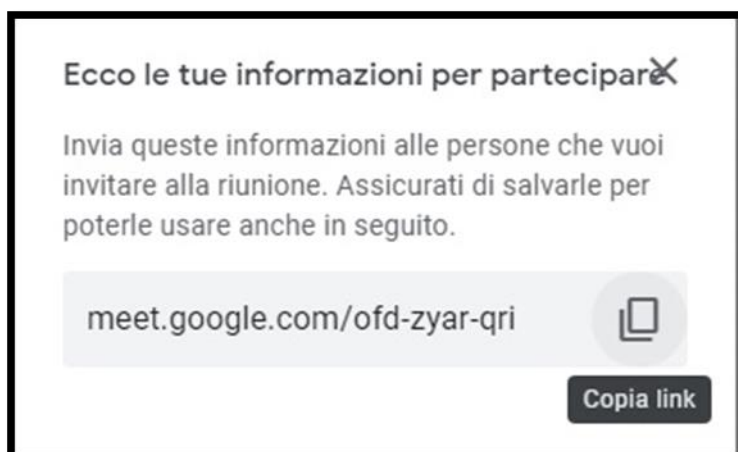 Ecco le tue informazioni per partecipare
Invia queste informazioni alle persone che vuoi
invitare alla riunione. Assicurati di salvarle per
poterle usare anche in seguito.
meet.google.com/ofd-zyar-qri
Copia link